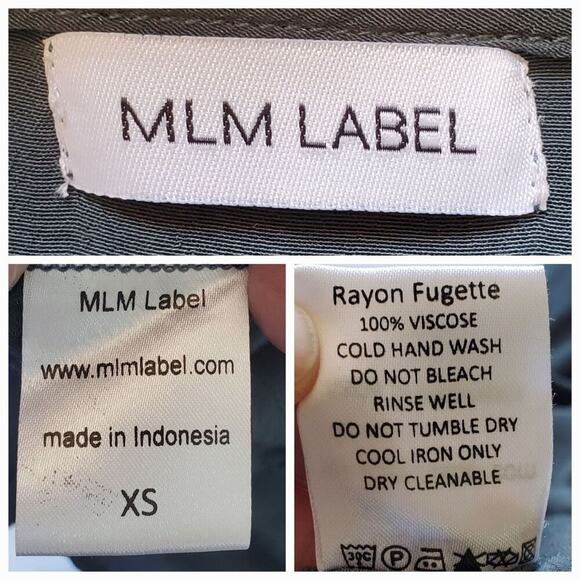 MLM LABEL
MLM Label
www.mlmlabel.com
made in Indonesia
XS
Rayon Fugette
100% VISCOSE
COLD HAND WASH
DO NOT BLEACH
RINSE WELL
DO NOT TUMBLE DRY
COOL IRON ONLY
DRY CLEANABLE
30C P